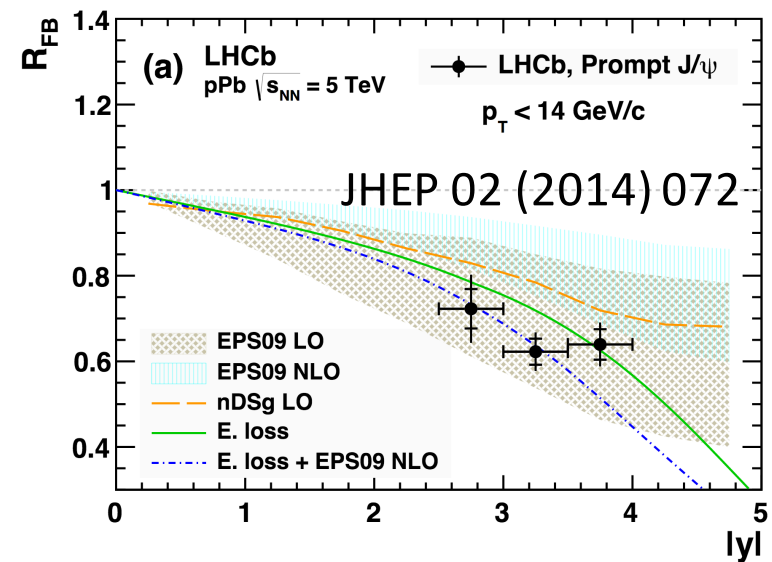 R_FB
1.4
1.2
1
0.8
0.6
0.4
(a) LHCb
pPb √s_NN = 5 TeV
LHCb, Prompt J/ψ
p_T < 14 GeV/c
JHEP 02 (2014) 072
EPS09 LO
EPS09 NLO
nDSg LO
E. loss
E. loss + EPS09 NLO
0 1 2 3 4 5
|y|